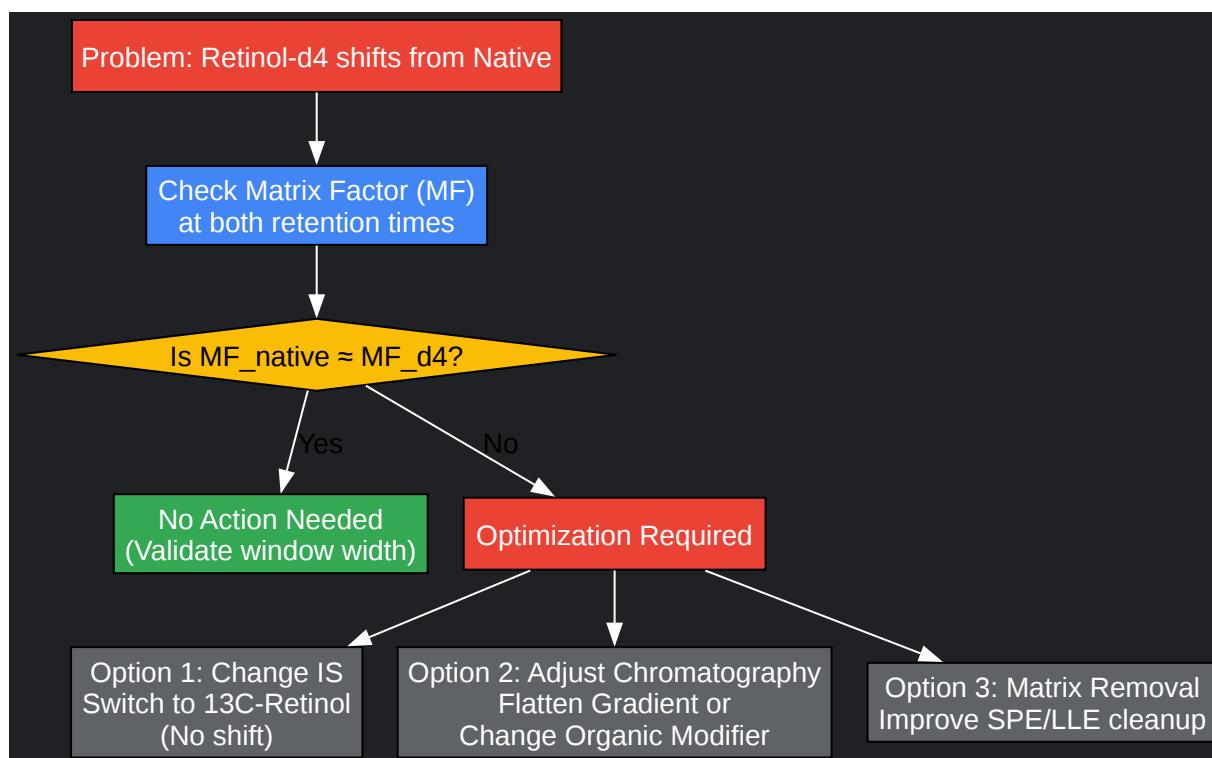 Problem: Retinol-d4 shifts from Native
Check Matrix Factor (MF)
at both retention times
Is MF_native ≈ MF_d4?
Yes
No
No Action Needed
(Validate window width)
Optimization Required
Option 1: Change IS
Switch to 13C-Retinol
(No shift)
Option 2: Adjust Chromatography
Flatten Gradient or
Change Organic Modifier
Option 3: Matrix Removal
Improve SPE/LLE cleanup